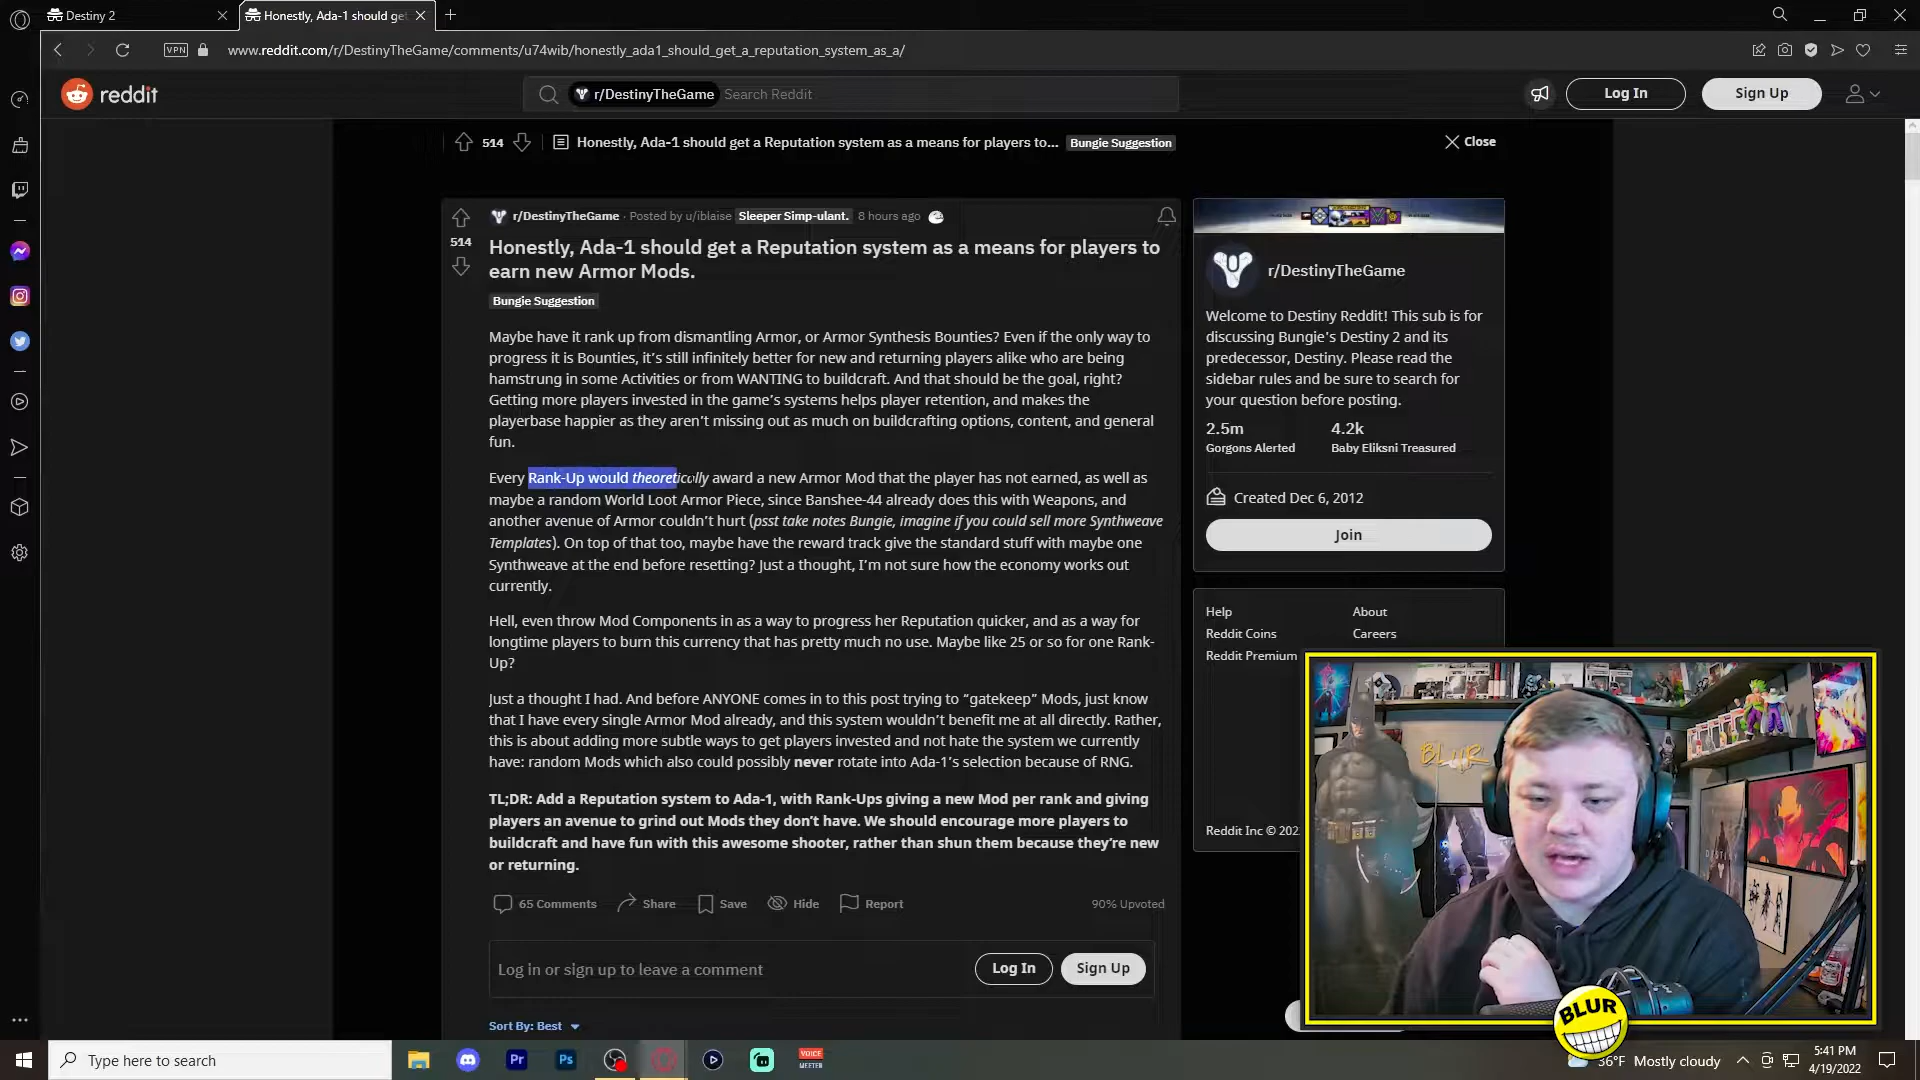 Destiny 2
Honestly, Ada-1 should get
VPN
www.reddit.com/r/DestinyTheGame/comments/u74wib/honestly_ada1_should_get_a_reputation_system_as_a/
reddit
r/DestinyTheGame Search Reddit
Log In
Sign Up
514 Honestly, Ada-1 should get a Reputation system as a means for players to... Bungie Suggestion
Close
r/DestinyTheGame · Posted by u/iblaise Sleeper Simp-ulant. 8 hours ago
514
Honestly, Ada-1 should get a Reputation system as a means for players to
earn new Armor Mods.
Bungie Suggestion
Maybe have it rank up from dismantling Armor, or Armor Synthesis Bounties? Even if the only way to
progress it is Bounties, it's still infinitely better for new and returning players alike who are being
hamstrung in some Activities or from WANTING to buildcraft. And that should be the goal, right?
Getting more players invested in the game's systems helps player retention, and makes the
playerbase happier as they aren't missing out as much on buildcrafting options, content, and general
fun.
Every Rank-Up would theoretically award a new Armor Mod that the player has not earned, as well as
maybe a random World Loot Armor Piece, since Banshee-44 already does this with Weapons, and
another avenue of Armor couldn't hurt (psst take notes Bungie, imagine if you could sell more Synthweave
Templates). On top of that too, maybe have the reward track give the standard stuff with maybe one
Synthweave at the end before resetting? Just a thought, I'm not sure how the economy works out
currently.
Hell, even throw Mod Components in as a way to progress her Reputation quicker, and as a way for
longtime players to burn this currency that has pretty much no use. Maybe like 25 or so for one Rank-
Up?
Just a thought I had. And before ANYONE comes in to this post trying to “gatekeep” Mods, just know
that I have every single Armor Mod already, and this system wouldn't benefit me at all directly. Rather,
this is about adding more subtle ways to get players invested and not hate the system we currently
have: random Mods which also could possibly never rotate into Ada-1's selection because of RNG.
TL;DR: Add a Reputation system to Ada-1, with Rank-Ups giving a new Mod per rank and giving
players an avenue to grind out Mods they don't have. We should encourage more players to
buildcraft and have fun with this awesome shooter, rather than shun them because they're new
or returning.
65 Comments
Share
Save
Hide
Report
90% Upvoted
Log in or sign up to leave a comment
Log In
Sign Up
Sort By: Best
r/DestinyTheGame
Welcome to Destiny Reddit! This sub is for
discussing Bungie's Destiny 2 and its
predecessor, Destiny. Please read the
sidebar rules and be sure to search for
your question before posting.
2.5m 4.2k
Gorgons Alerted Baby Eliksni Treasured
Created Dec 6, 2012
Join
Help About
Reddit Coins Careers
Reddit Premium
Reddit Inc © 202
BLUR
DESTINY
BLUR
Type here to search
Pr
Ps
VOICE
MEETER
36°F Mostly cloudy
5:41 PM
4/19/2022